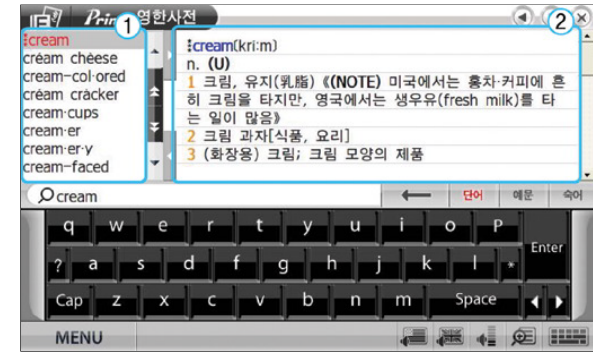 Prim 영한사전
1
2
cream
créam chèese
cream-col·ored
créam cràcker
cream·cups
cream·er
cream·er·y
cream-faced
cream(kri:m)
n. (U)
1 크림, 유지(乳脂) 《(NOTE) 미국에서는 홍차·커피에 흔
히 크림을 타지만, 영국에서는 생우유(fresh milk)를 타
는 일이 많음》
2 크림 과자[식품, 요리]
3 (화장용) 크림; 크림 모양의 제품
cream
단어 예문 숙어
q w e r t y u i o P
? a s d f g h j k l * Enter
Cap z x c v b n m Space
MENU